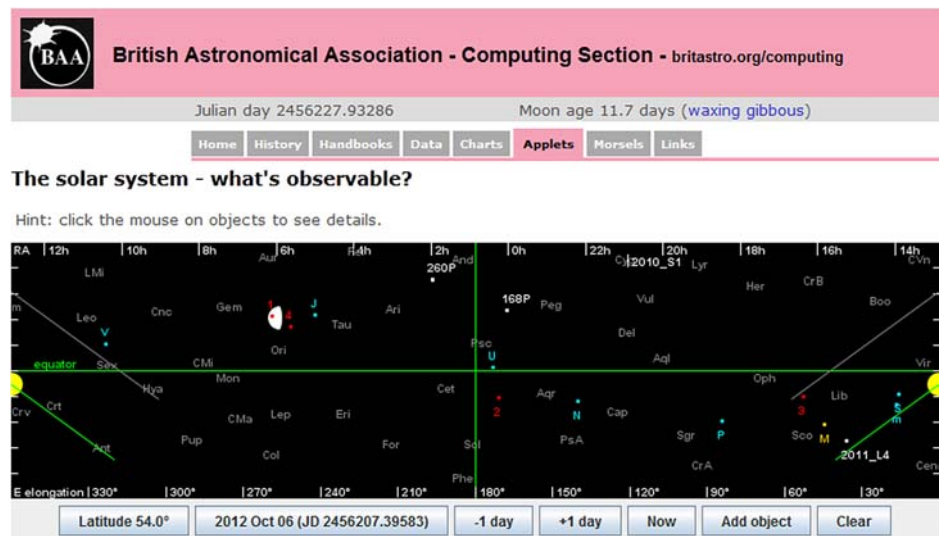 BAA
British Astronomical Association - Computing Section - britastro.org/computing
Julian day 2456227.93286 Moon age 11.7 days (waxing gibbous)
Home History Handbooks Data Charts Applets Morsels Links
The solar system - what's observable?
Hint: click the mouse on objects to see details.
RA 12h 10h 8h 6h 4h 2h 0h 22h 20h 18h 16h 14h
Aur And Cy 2010_S1 Lyr CVn
LMi 260P Her CrB
Leo Cnc Gem 1 4 J Tau Ari 168P Peg Vul Boo
V Ori Psc Del
equator Sex CMi U Aql Vir
Hya Mon Cet Aqr Oph Lib
Crv Crt CMa Lep Eri 2 N Cap 3 S m
Ant Pup For Scl PsA Sgr P Sco M
Col CrA 2011_L4 Cen
Phe
E elongation 330° 300° 270° 240° 210° 180° 150° 120° 90° 60° 30°
Latitude 54.0° 2012 Oct 06 (JD 2456207.39583) -1 day +1 day Now Add object Clear